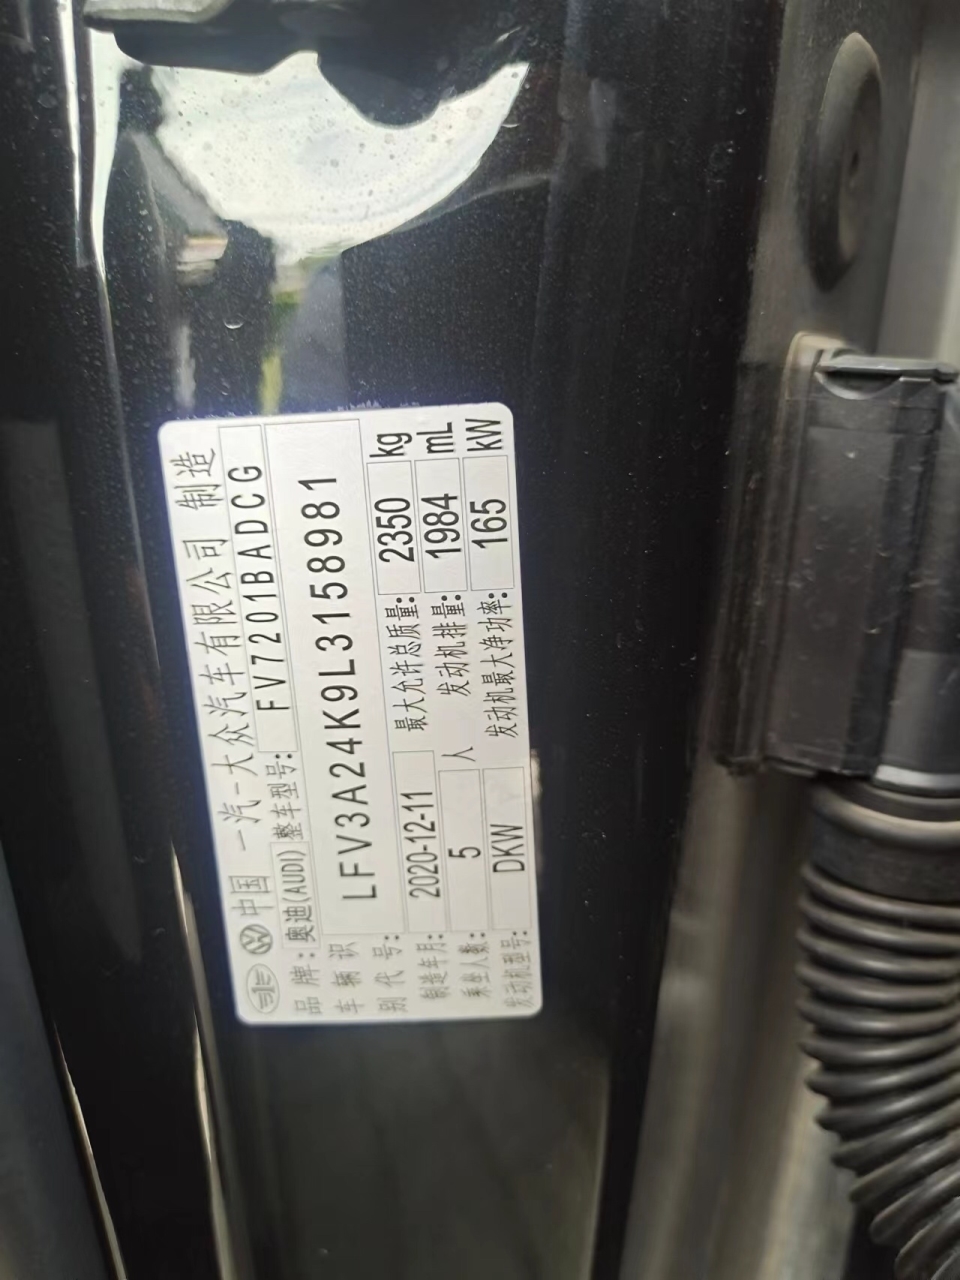 中国 一汽-大众汽车有限公司 制造
品牌: 奥迪(AUDI) 整车型号: FV7201BADCG
车辆识别代号: LFV3A24K9L3158981
制造年月: 2020-12-11 最大允许总质量: 2350 kg
乘坐人数: 5 人 发动机排量: 1984 mL
发动机型号: DKW 发动机最大净功率: 165 kW